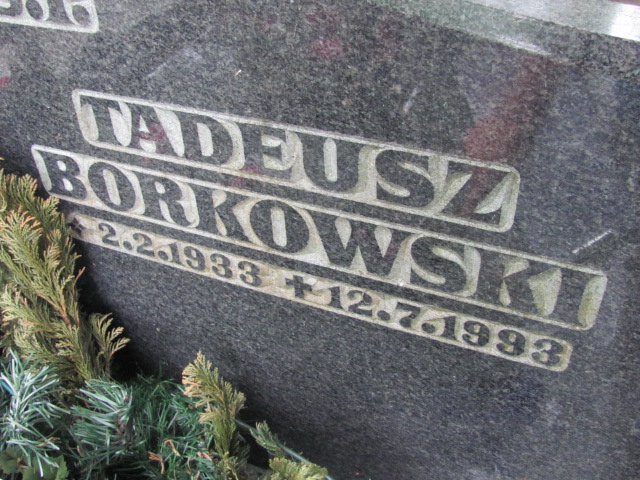 TADEUSZ
BORKOWSKI
* 2.2.1933 ✝ 12.7.1993